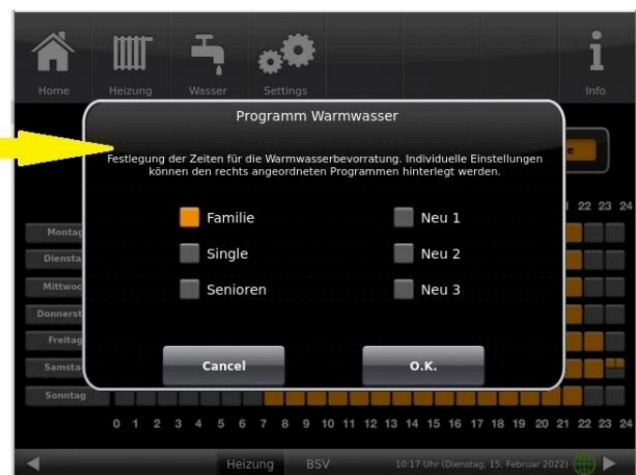 Home Heizung Wasser Settings Info
Programm Warmwasser
Festlegung der Zeiten für die Warmwasserbevorratung. Individuelle Einstellungen
können den rechts angeordneten Programmen hinterlegt werden.
22 23 24
Familie Neu 1
Single Neu 2
Senioren Neu 3
Cancel O.K.
Sonntag
0 1 2 3 4 5 6 7 8 9 10 11 12 13 14 15 16 17 18 19 20 21 22 23 24
Heizung BSV 10:17 Uhr (Dienstag, 15. Februar 2022)